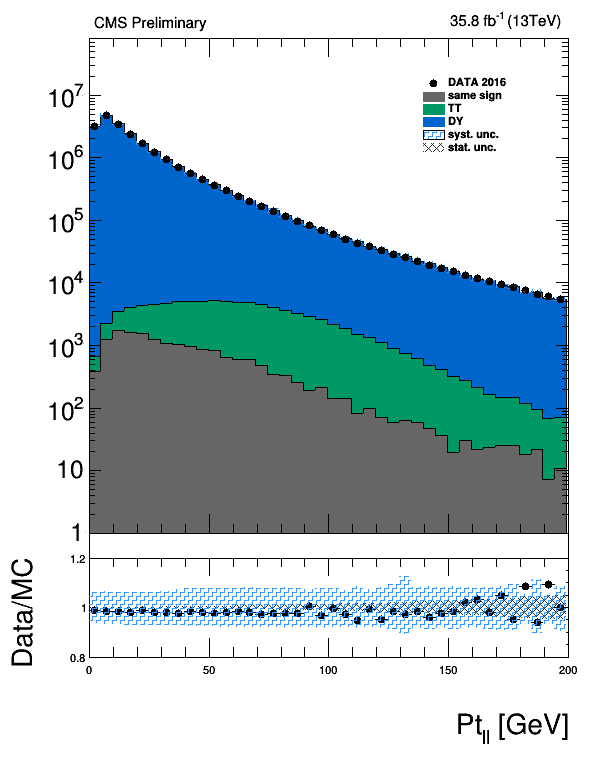 CMS Preliminary
35.8 fb⁻¹ (13TeV)
10⁷
10⁶
10⁵
10⁴
10³
10²
10
1
DATA 2016
same sign
TT
DY
syst. unc.
stat. unc.
Data/MC
1.2
1
0.8
0 50 100 150 200
Pt_ll [GeV]